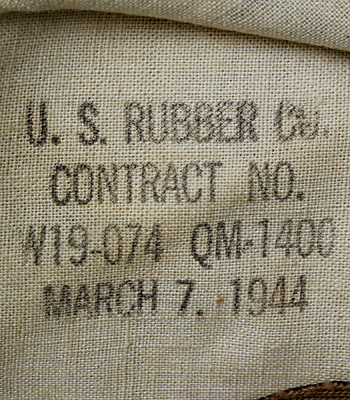 U. S. RUBBER Co.
CONTRACT NO.
W19-074 QM-1400
MARCH 7. 1944